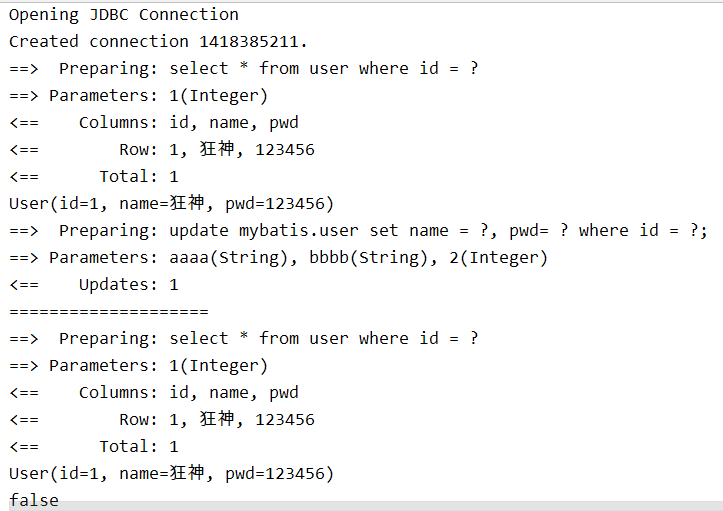 Opening JDBC Connection
Created connection 1418385211.
==>  Preparing: select * from user where id = ?
==> Parameters: 1(Integer)
<==    Columns: id, name, pwd
<==        Row: 1, 狂神, 123456
<==      Total: 1
User(id=1, name=狂神, pwd=123456)
==>  Preparing: update mybatis.user set name = ?, pwd= ? where id = ?;
==> Parameters: aaaa(String), bbbb(String), 2(Integer)
<==    Updates: 1
====================
==>  Preparing: select * from user where id = ?
==> Parameters: 1(Integer)
<==    Columns: id, name, pwd
<==        Row: 1, 狂神, 123456
<==      Total: 1
User(id=1, name=狂神, pwd=123456)
false